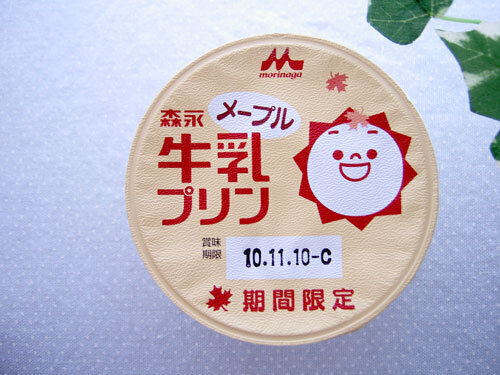 morinaga
森永 メープル
牛乳
プリン
賞味
期限
10.11.10-C
期間限定